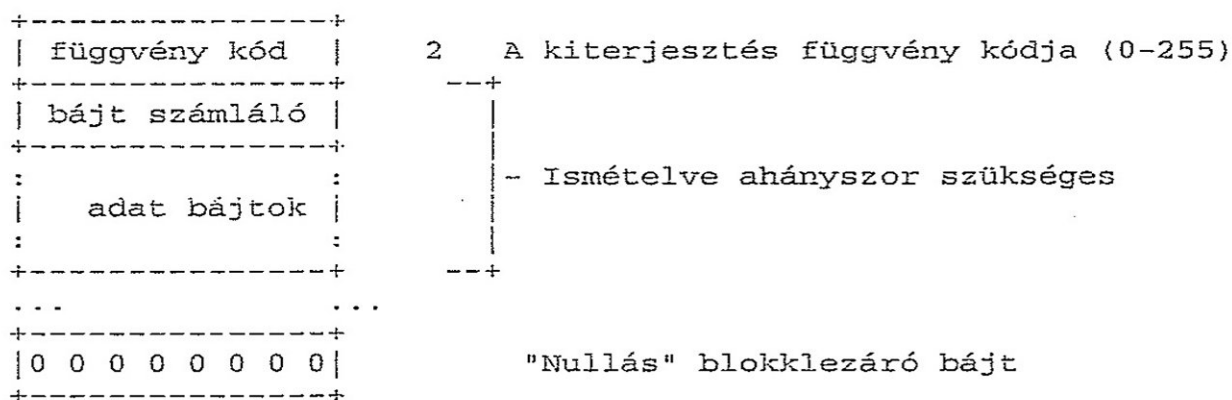 +---------------+
| függvény kód  |     2   A kiterjesztés függvény kódja (0-255)
+---------------+      --+
| bájt számláló |        |
+---------------+        |
:               :        |- Ismételve ahányszor szükséges
|   adat bájtok |        |
:               :        |
+---------------+      --+
...             ...
+---------------+
|0 0 0 0 0 0 0 0|          "Nullás" blokklezáró bájt
+---------------+